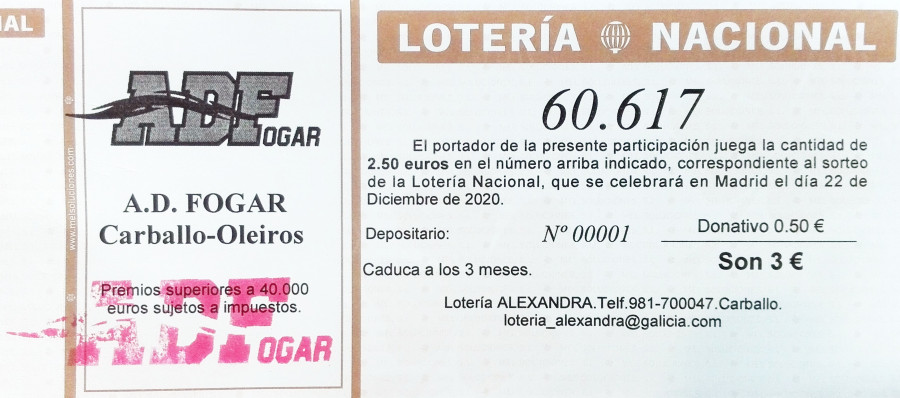 IAL
ADF
OGAR
www.melsoluciones.com
A.D. FOGAR
Carballo-Oleiros
Premios superiores a 40.000
euros sujetos a impuestos.
ADF
OGAR
LOTERÍA NACIONAL
60.617
El portador de la presente participación juega la cantidad de
2.50 euros en el número arriba indicado, correspondiente al sorteo
de la Lotería Nacional, que se celebrará en Madrid el día 22 de
Diciembre de 2020.
Depositario: Nº 00001 Donativo 0.50 €
Son 3 €
Caduca a los 3 meses.
Lotería ALEXANDRA.Telf.981-700047.Carballo.
loteria_alexandra@galicia.com